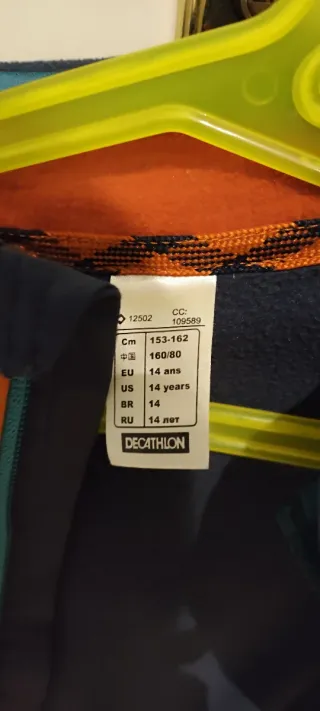 12502 CC: 109589
Cm 153-162
中国 160/80
EU 14 ans
US 14 years
BR 14
RU 14 лет
DECATHLON